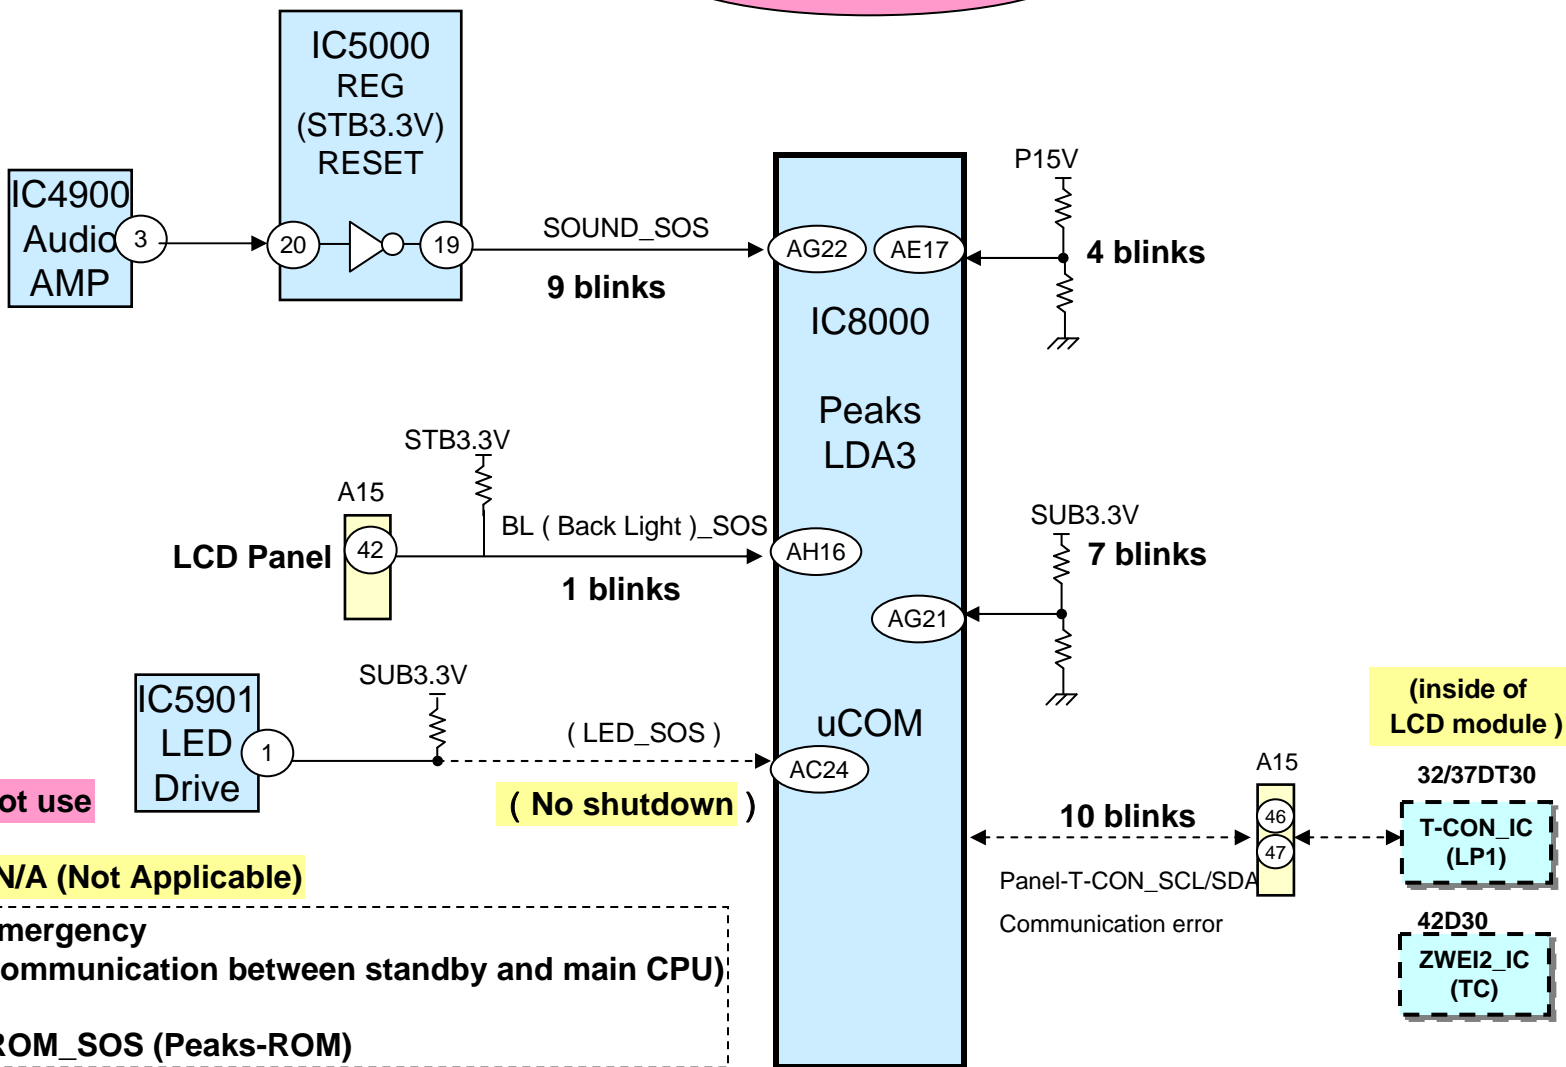 IC5000
REG
(STB3.3V)
RESET
IC4900
Audio
AMP
3
20
19
SOUND_SOS
9 blinks
AG22
AE17
P15V
4 blinks
IC8000
Peaks
LDA3
uCOM
STB3.3V
A15
LCD Panel
42
BL ( Back Light )_SOS
1 blinks
AH16
SUB3.3V
7 blinks
AG21
IC5901
LED
Drive
1
SUB3.3V
( LED_SOS )
AC24
( No shutdown )
ot use
N/A (Not Applicable)
mergency
ommunication between standby and main CPU)
ROM_SOS (Peaks-ROM)
10 blinks
Panel-T-CON_SCL/SDA
Communication error
A15
46
47
(inside of
LCD module )
32/37DT30
T-CON_IC
(LP1)
42D30
ZWEI2_IC
(TC)